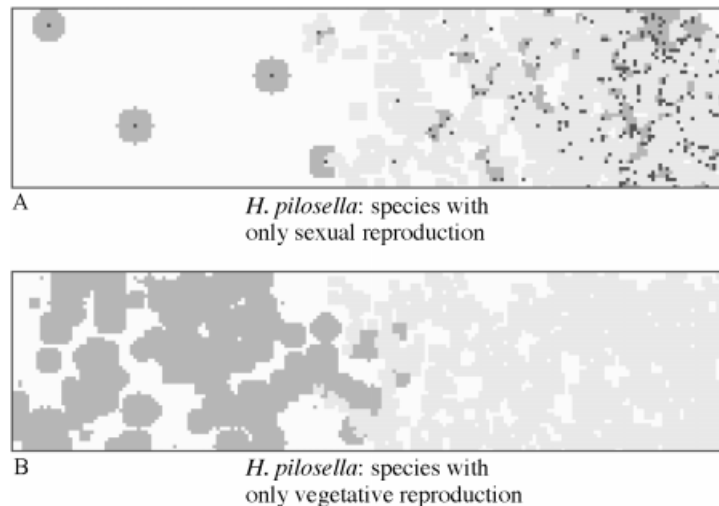 A
H. pilosella: species with
only sexual reproduction
B
H. pilosella: species with
only vegetative reproduction